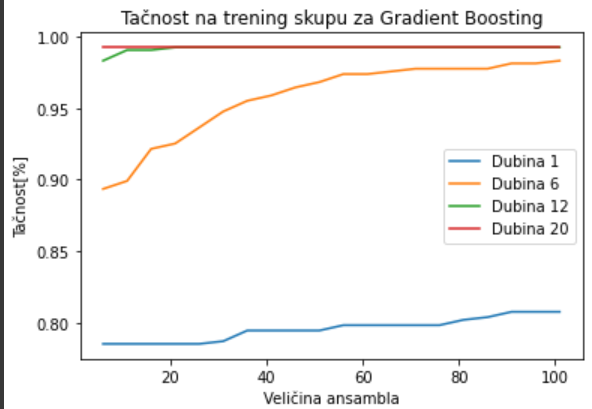 Tačnost na trening skupu za Gradient Boosting
1.00
0.95
0.90
0.85
0.80
Tačnost[%]
Dubina 1
Dubina 6
Dubina 12
Dubina 20
20 40 60 80 100
Veličina ansambla